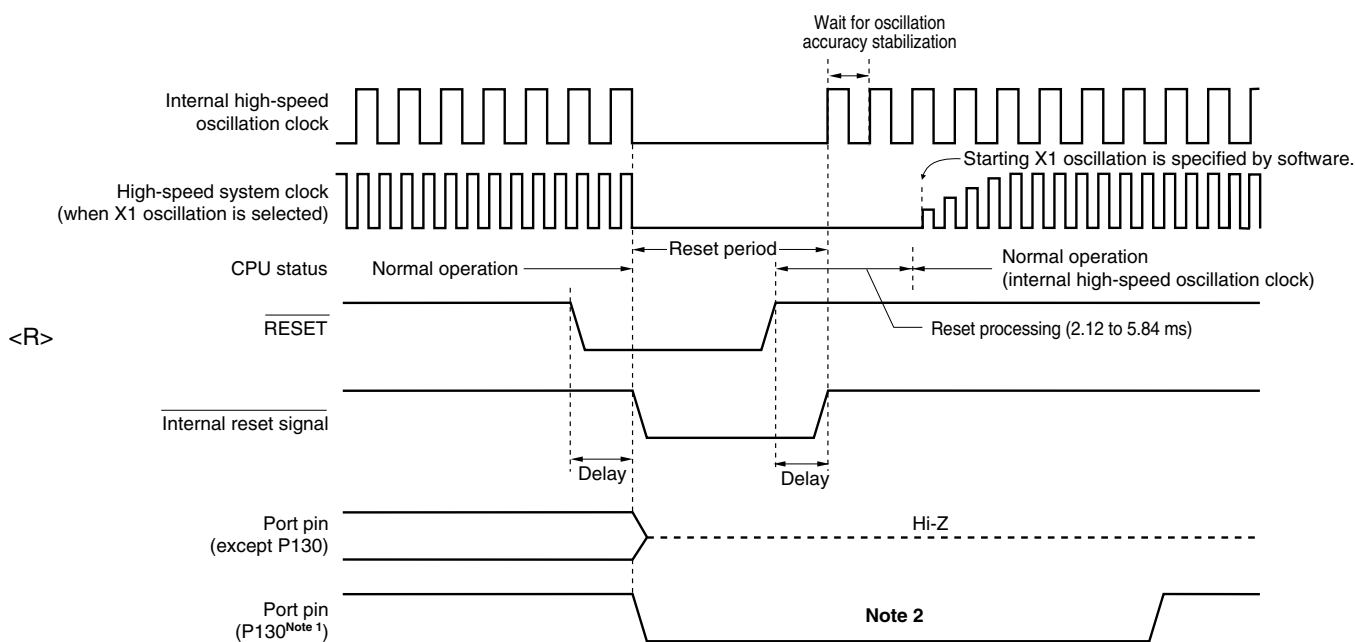 Wait for oscillation
accuracy stabilization
Internal high-speed
oscillation clock
Starting X1 oscillation is specified by software.
High-speed system clock
(when X1 oscillation is selected)
Reset period
CPU status
Normal operation
Normal operation
(internal high-speed oscillation clock)
RESET
<R>
Reset processing (2.12 to 5.84 ms)
Internal reset signal
Delay
Delay
Port pin
(except P130)
Hi-Z
Port pin
(P130Note 1)
Note 2